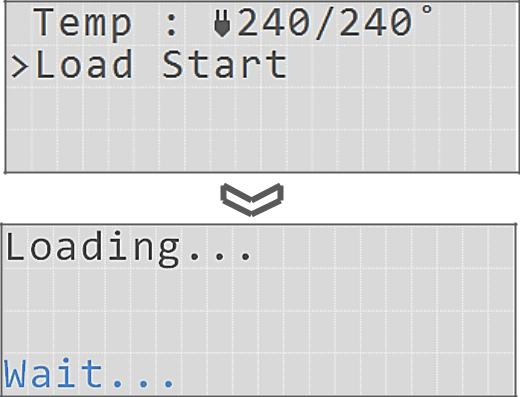 Temp : 240/240°
>Load Start
Loading...
Wait...